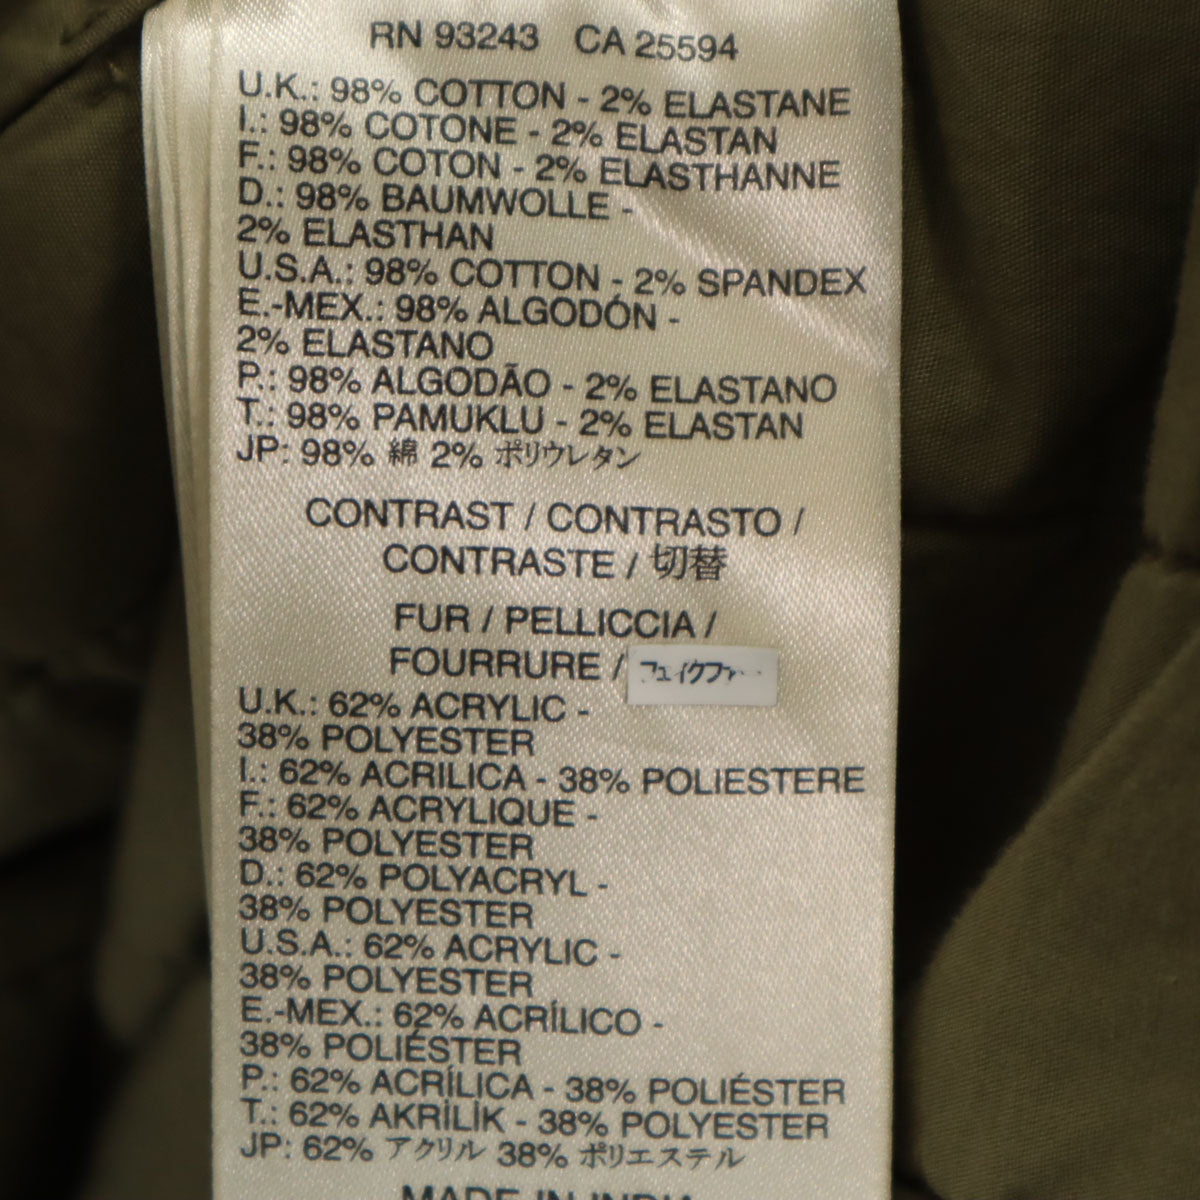 RN 93243 CA 25594
U.K.: 98% COTTON - 2% ELASTANE
I.: 98% COTONE - 2% ELASTAN
F.: 98% COTON - 2% ELASTHANNE
D.: 98% BAUMWOLLE -
2% ELASTHAN
U.S.A.: 98% COTTON - 2% SPANDEX
E.-MEX.: 98% ALGODÓN -
2% ELASTANO
P.: 98% ALGODÃO - 2% ELASTANO
T.: 98% PAMUKLU - 2% ELASTAN
JP: 98% 綿 2% ポリウレタン
CONTRAST / CONTRASTO /
CONTRASTE / 切替
FUR / PELLICCIA /
FOURRURE / フェイクファー
U.K.: 62% ACRYLIC -
38% POLYESTER
I.: 62% ACRILICA - 38% POLIESTERE
F.: 62% ACRYLIQUE -
38% POLYESTER
D.: 62% POLYACRYL -
38% POLYESTER
U.S.A.: 62% ACRYLIC -
38% POLYESTER
E.-MEX.: 62% ACRÍLICO -
38% POLIÉSTER
P.: 62% ACRÍLICA - 38% POLIÉSTER
T.: 62% AKRİLİK - 38% POLYESTER
JP: 62% アクリル 38% ポリエステル
MADE IN INDIA